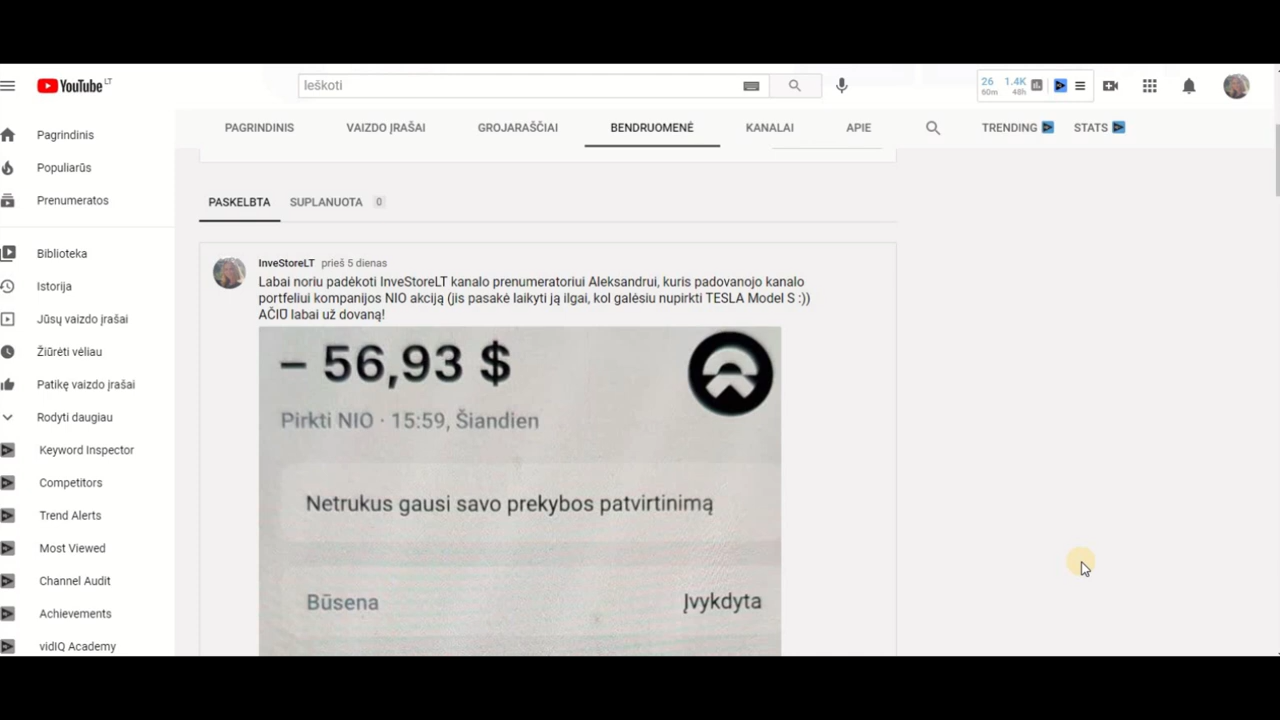 YouTube LT
Ieškoti
26 1.4K
60m 48h
PAGRINDINIS VAIZDO ĮRAŠAI GROJARAŠČIAI BENDRUOMENĖ KANALAI APIE TRENDING STATS
Pagrindinis
Populiarūs
Prenumeratos
Biblioteka
Istorija
Jūsų vaizdo įrašai
Žiūrėti vėliau
Patikę vaizdo įrašai
Rodyti daugiau
Keyword Inspector
Competitors
Trend Alerts
Most Viewed
Channel Audit
Achievements
vidIQ Academy
PASKELBTA SUPLANUOTA 0
InveStoreLT prieš 5 dienas
Labai noriu padėkoti InveStoreLT kanalo prenumeratoriui Aleksandrui, kuris padovanojo kanalo
portfeliui kompanijos NIO akciją (jis pasakė laikyti ją ilgai, kol galėsiu nupirkti TESLA Model S :))
AČIŪ labai už dovaną!
– 56,93 $
Pirkti NIO · 15:59, Šiandien
Netrukus gausi savo prekybos patvirtinimą
Būsena Įvykdyta